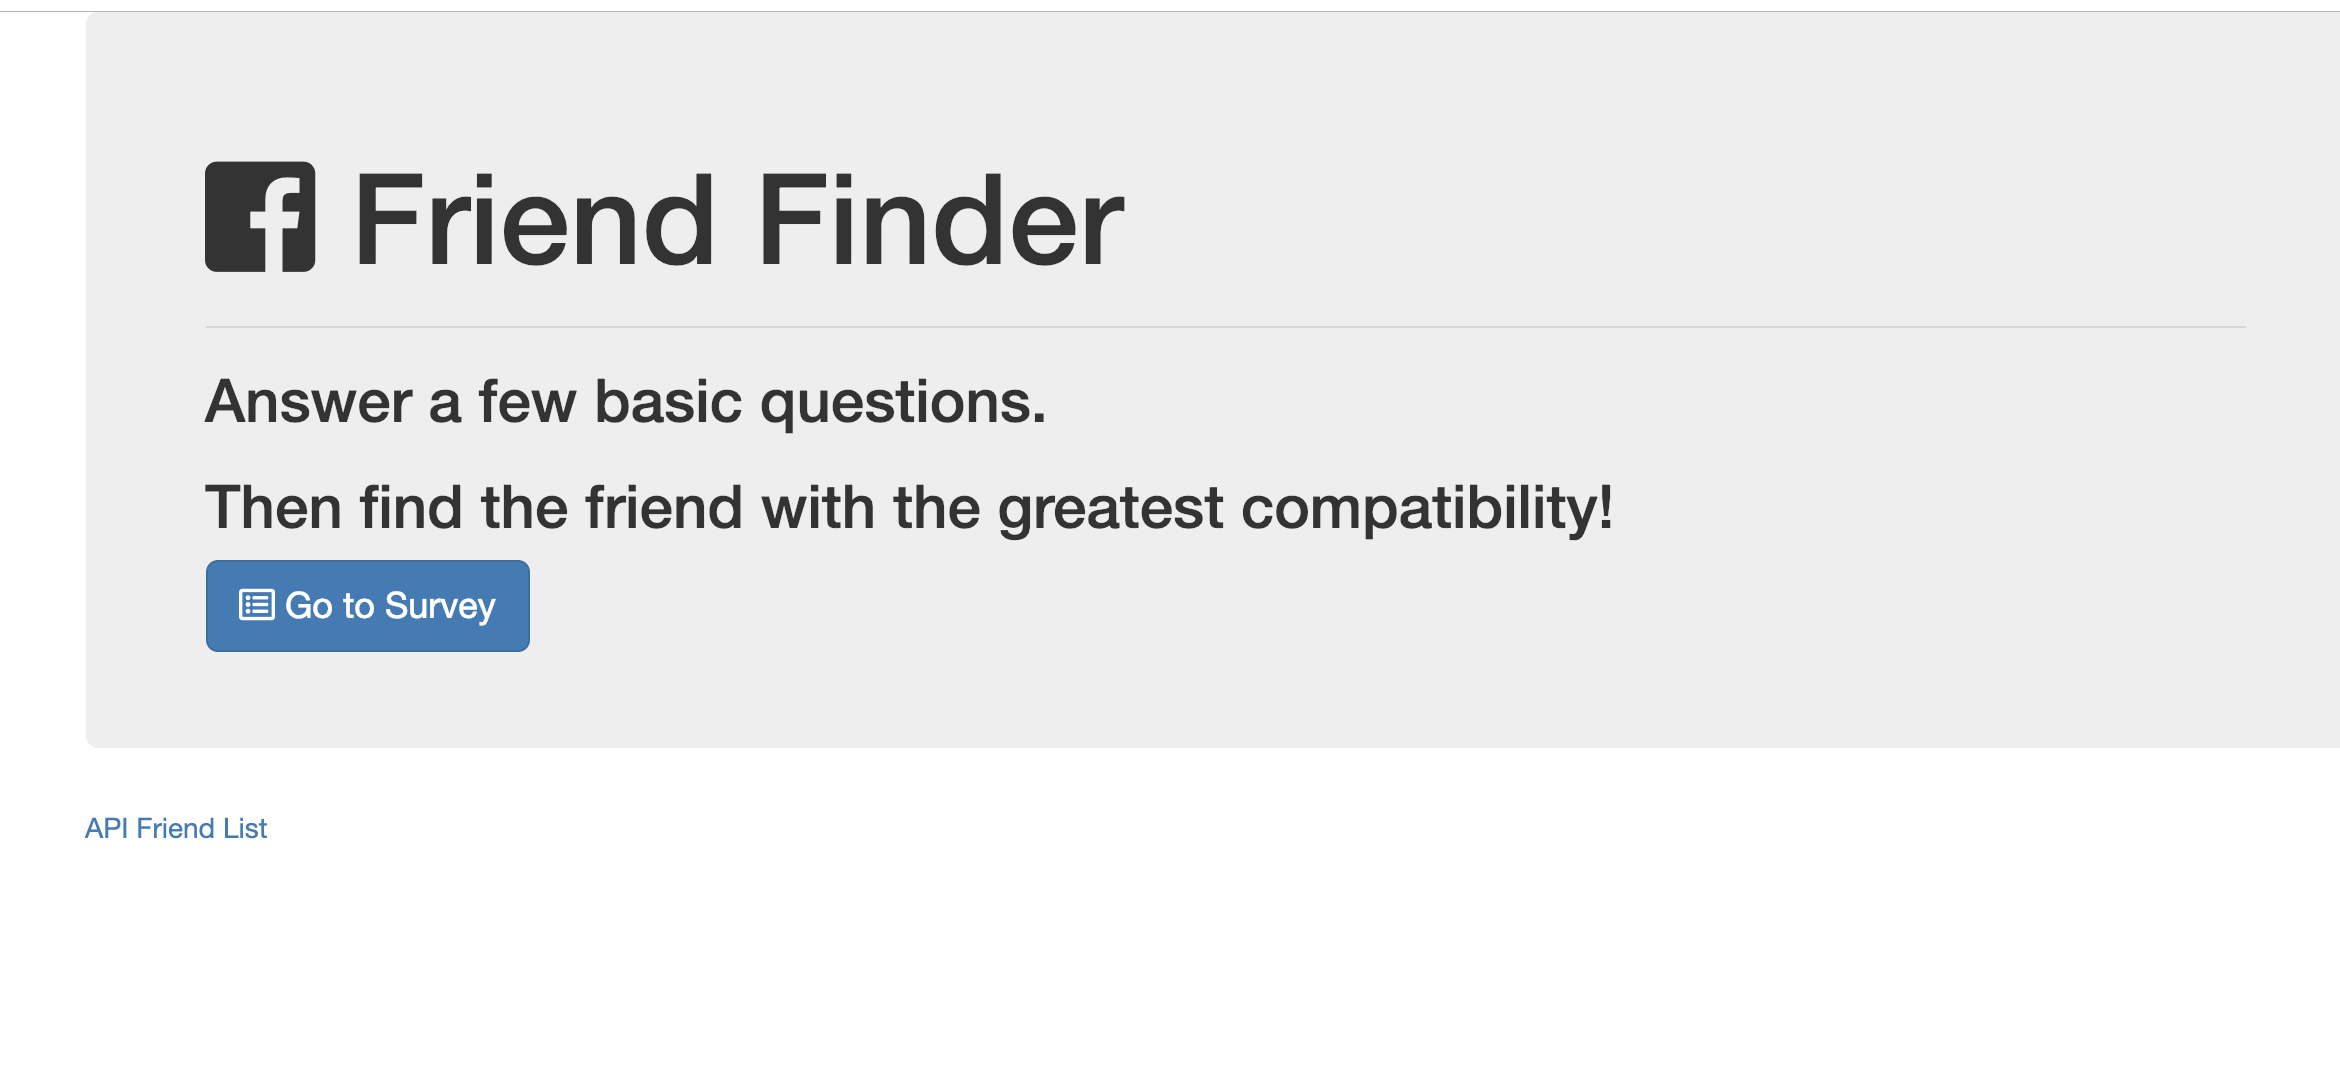 Friend Finder
Answer a few basic questions.
Then find the friend with the greatest compatibility!
Go to Survey
API Friend List